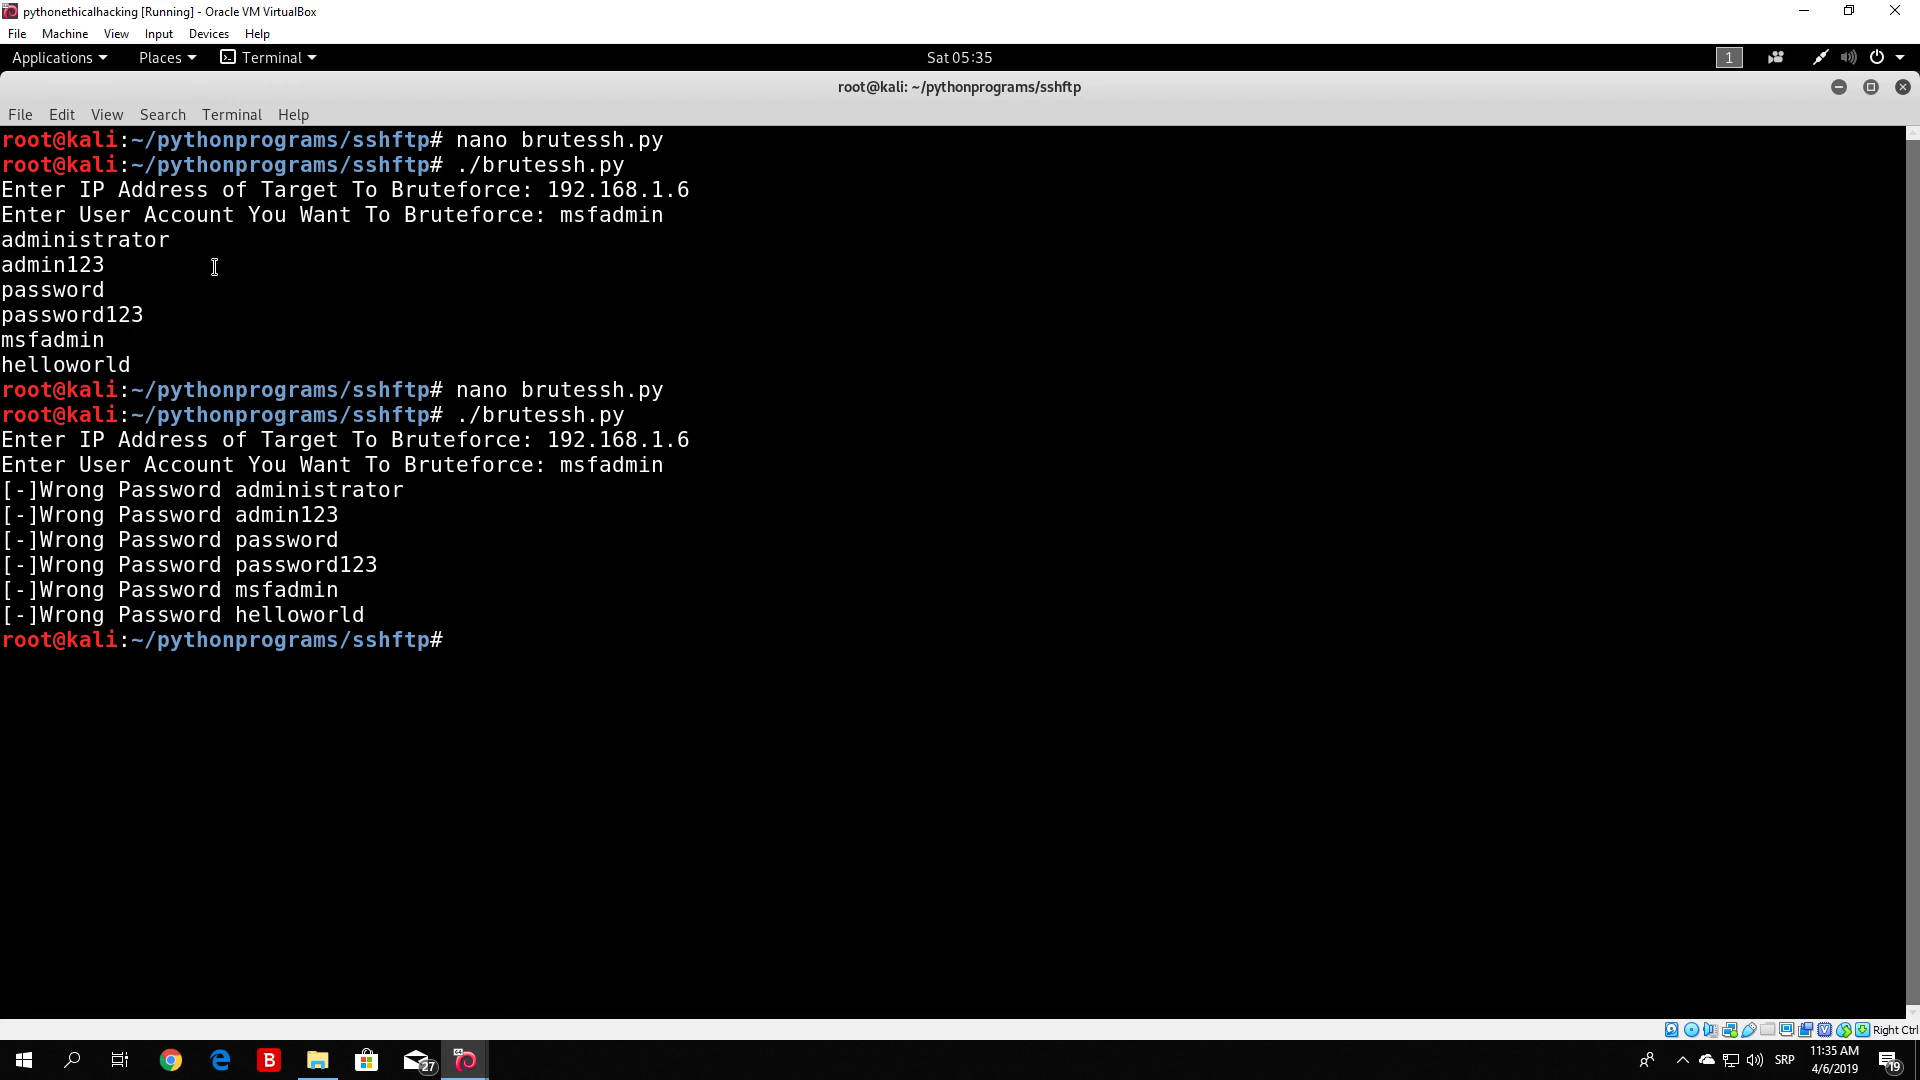 pythonethicalhacking [Running] - Oracle VM VirtualBox
File Machine View Input Devices Help
Applications Places Terminal Sat 05:35 1
root@kali: ~/pythonprograms/sshftp
File Edit View Search Terminal Help
root@kali:~/pythonprograms/sshftp# nano brutessh.py
root@kali:~/pythonprograms/sshftp# ./brutessh.py
Enter IP Address of Target To Bruteforce: 192.168.1.6
Enter User Account You Want To Bruteforce: msfadmin
administrator
admin123
password
password123
msfadmin
helloworld
root@kali:~/pythonprograms/sshftp# nano brutessh.py
root@kali:~/pythonprograms/sshftp# ./brutessh.py
Enter IP Address of Target To Bruteforce: 192.168.1.6
Enter User Account You Want To Bruteforce: msfadmin
[-]Wrong Password administrator
[-]Wrong Password admin123
[-]Wrong Password password
[-]Wrong Password password123
[-]Wrong Password msfadmin
[-]Wrong Password helloworld
root@kali:~/pythonprograms/sshftp#
Right Ctrl
B 27 64 SRP 11:35 AM 19
4/6/2019